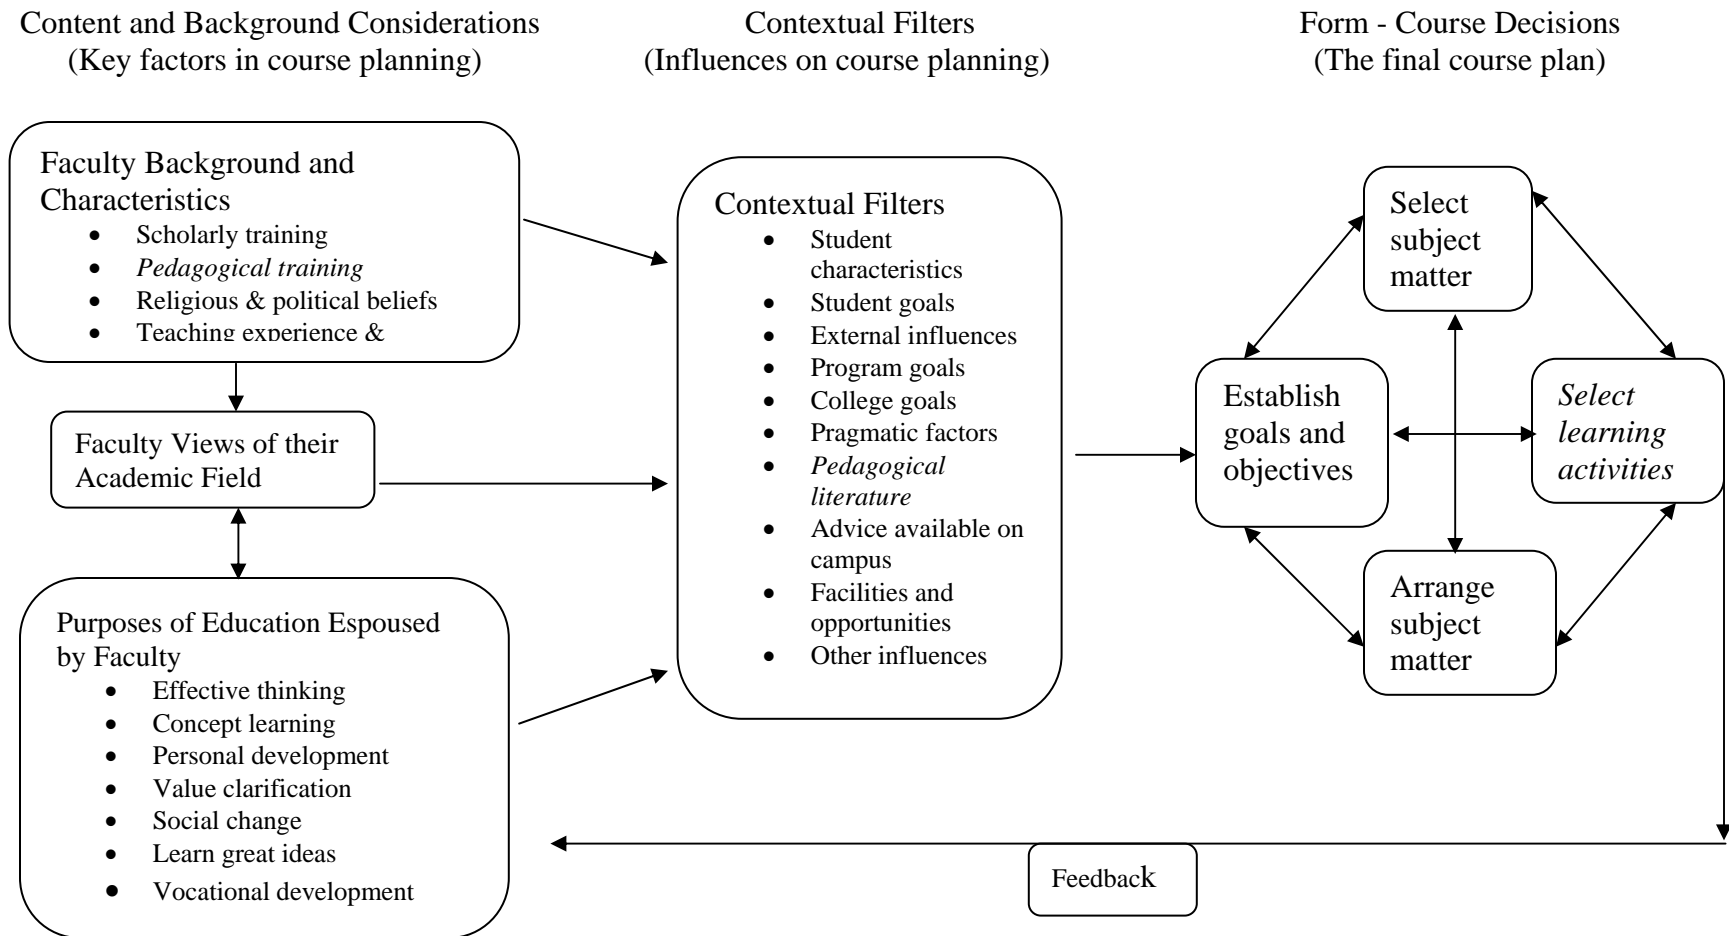 Content and Background Considerations
(Key factors in course planning)
Contextual Filters
(Influences on course planning)
Form - Course Decisions
(The final course plan)
Faculty Background and
Characteristics
• Scholarly training
• Pedagogical training
• Religious & political beliefs
• Teaching experience &
Faculty Views of their
Academic Field
Purposes of Education Espoused
by Faculty
• Effective thinking
• Concept learning
• Personal development
• Value clarification
• Social change
• Learn great ideas
• Vocational development
Contextual Filters
• Student
characteristics
• Student goals
• External influences
• Program goals
• College goals
• Pragmatic factors
• Pedagogical
literature
• Advice available on
campus
• Facilities and
opportunities
• Other influences
Select
subject
matter
Establish
goals and
objectives
Select
learning
activities
Arrange
subject
matter
Feedback